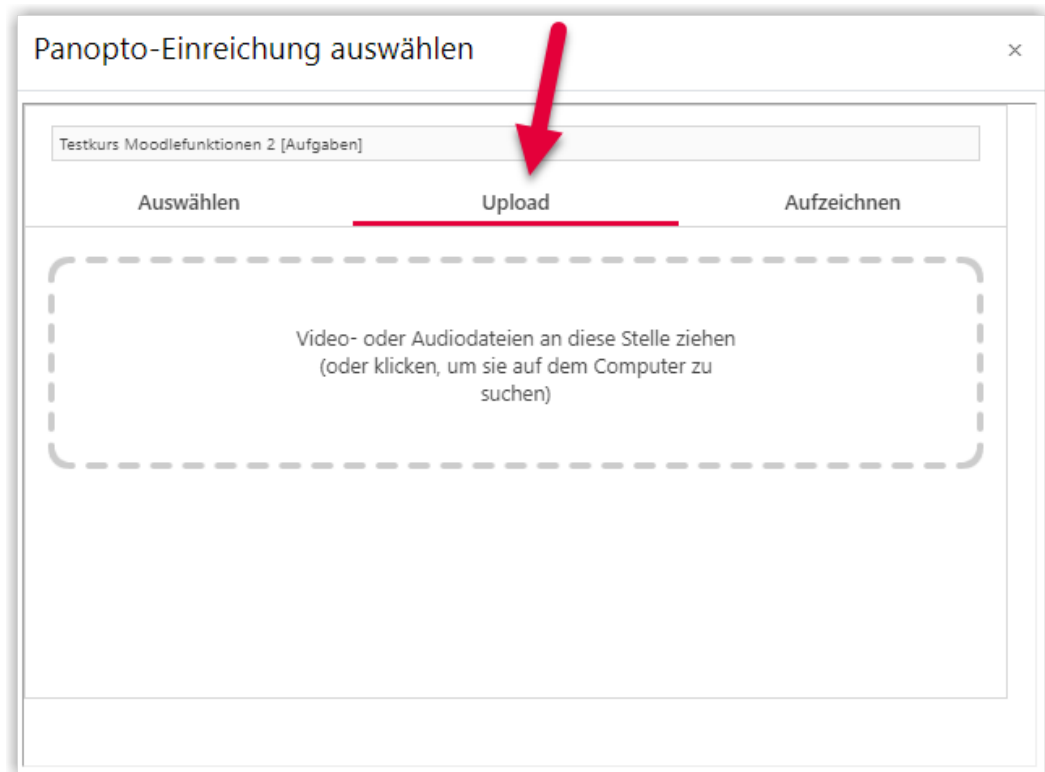 Panopto-Einreichung auswählen
Testkurs Moodlefunktionen 2 [Aufgaben]
Auswählen Upload Aufzeichnen
Video- oder Audiodateien an diese Stelle ziehen
(oder klicken, um sie auf dem Computer zu
suchen)